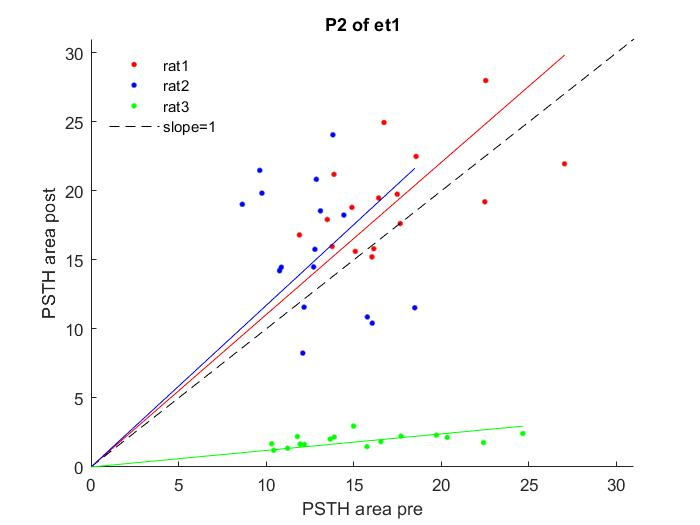 P2 of et1
rat1
rat2
rat3
slope=1
PSTH area post
30
25
20
15
10
5
0
0 5 10 15 20 25 30
PSTH area pre